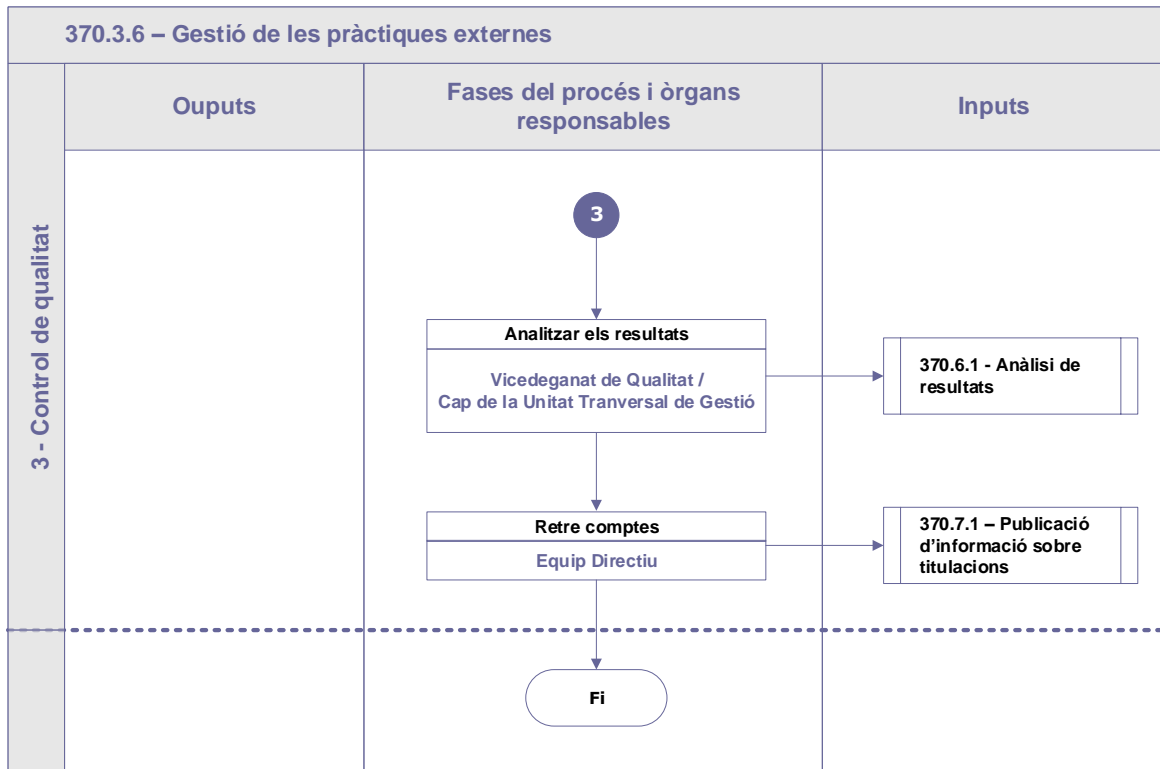 370.3.6 – Gestió de les pràctiques externes
Ouputs
Fases del procés i òrgans
responsables
Inputs
3 - Control de qualitat
3
Analitzar els resultats
Vicedeganat de Qualitat /
Cap de la Unitat Tranversal de Gestió
370.6.1 - Anàlisi de
resultats
Retre comptes
Equip Directiu
370.7.1 – Publicació
d’informació sobre
titulacions
Fi